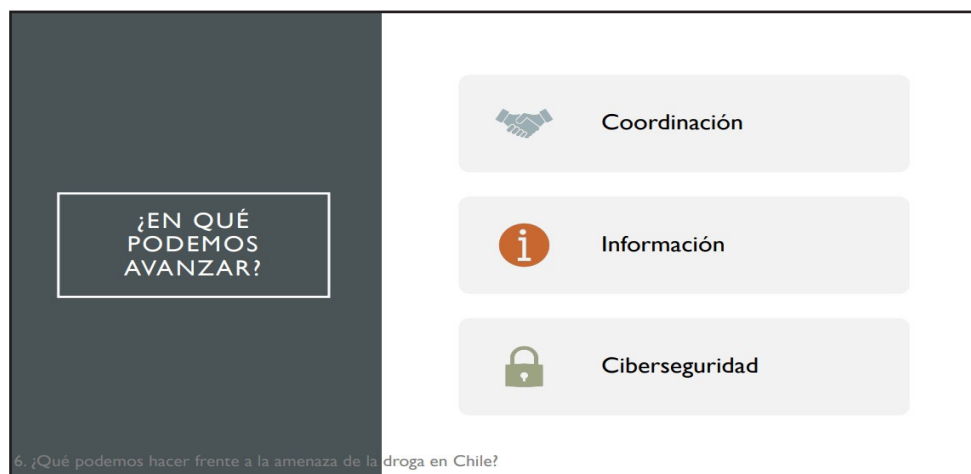 ¿EN QUÉ
PODEMOS
AVANZAR?
Coordinación
Información
Ciberseguridad
6. ¿Qué podemos hacer frente a la amenaza de la droga en Chile?